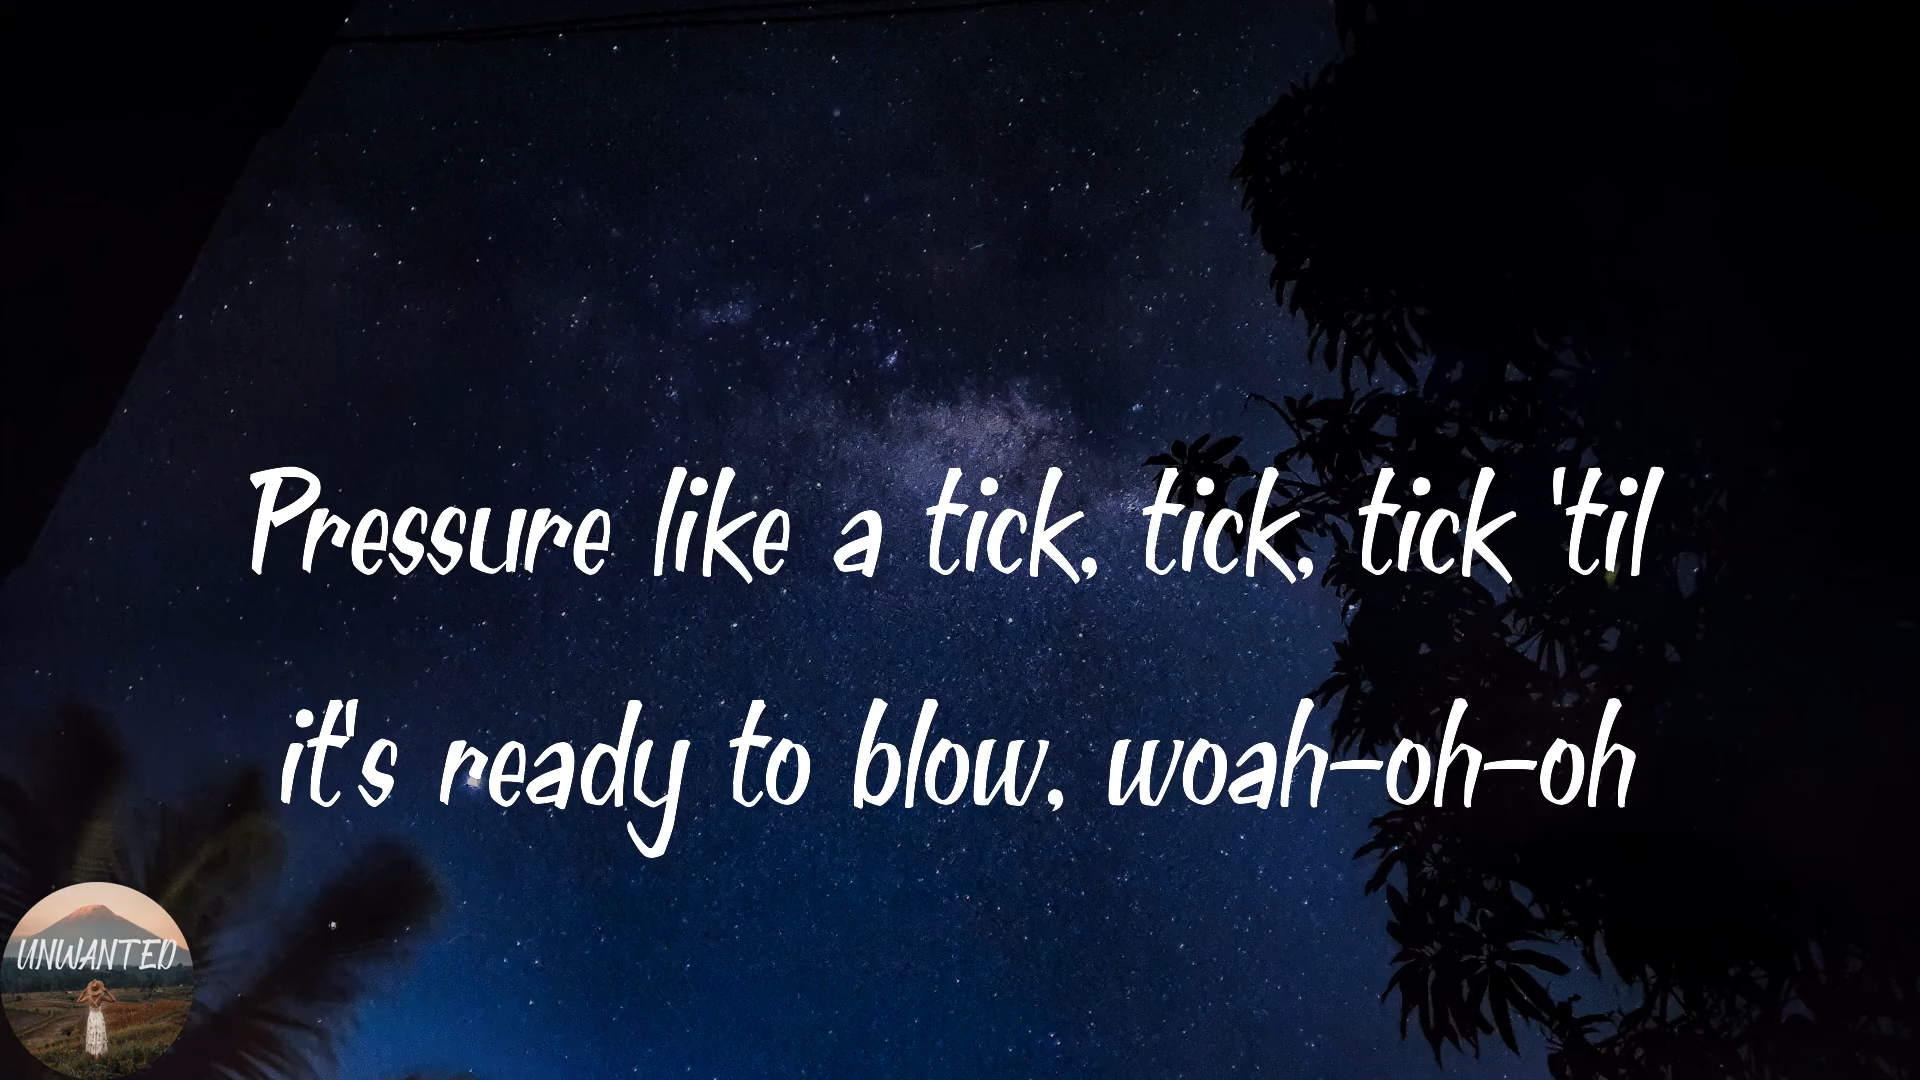 Pressure like a tick, tick, tick 'til
it's ready to blow, woah-oh-oh
UNWANTED